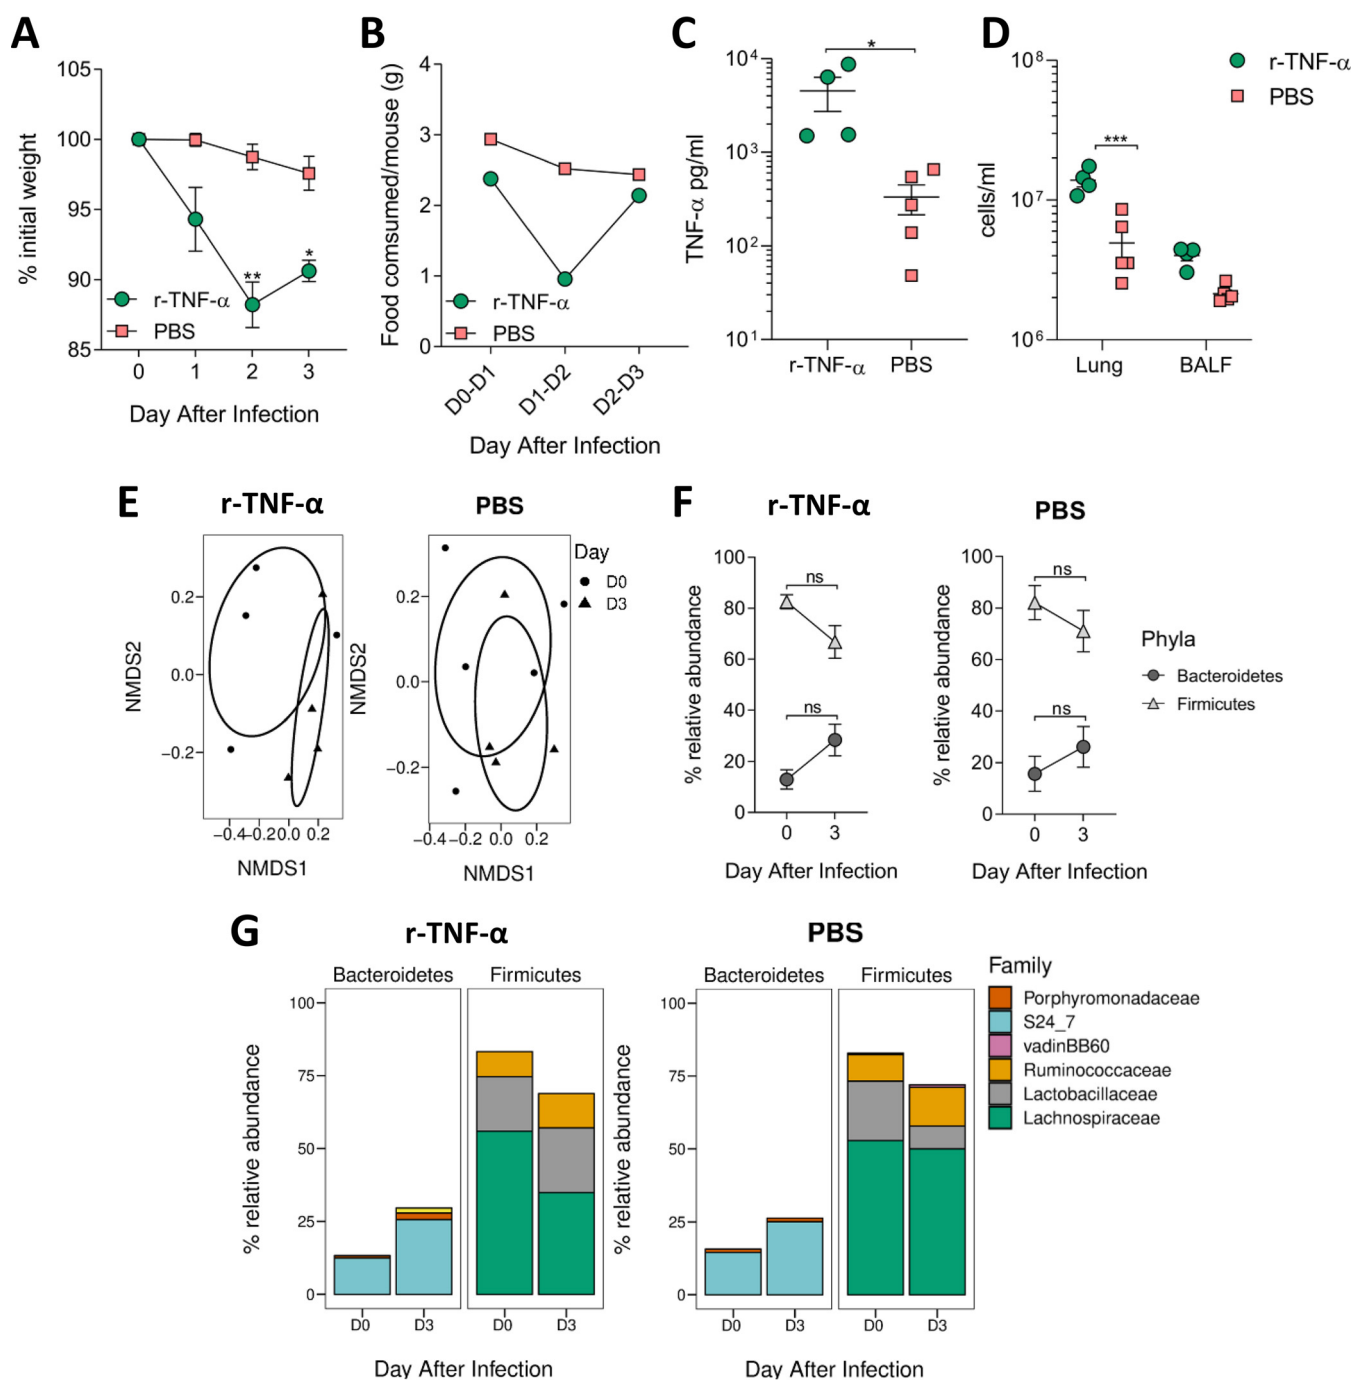 A
105
100
95
90
85
% initial weight
**
*
r-TNF-α
PBS
0 1 2 3
Day After Infection
B
4
3
2
1
0
Food comsumed/mouse (g)
r-TNF-α
PBS
D0-D1 D1-D2 D2-D3
Day After Infection
C
10⁴
10³
10²
10¹
TNF-α pg/ml
*
r-TNF-α PBS
D
10⁸
10⁷
10⁶
cells/ml
***
Lung BALF
r-TNF-α
PBS
E
r-TNF-α
0.2
0.0
−0.2
NMDS2
−0.4 −0.2 0.0 0.2
NMDS1
PBS
0.2
0.0
−0.2
NMDS2
−0.4 −0.2 0.0 0.2
NMDS1
Day
D0
D3
F
r-TNF-α
100
80
60
40
20
0
% relative abundance
ns
ns
0 3
Day After Infection
PBS
100
80
60
40
20
0
% relative abundance
ns
ns
0 3
Day After Infection
Phyla
Bacteroidetes
Firmicutes
G
r-TNF-α
Bacteroidetes Firmicutes
100
75
50
25
0
% relative abundance
D0 D3 D0 D3
Day After Infection
PBS
Bacteroidetes Firmicutes
100
75
50
25
0
% relative abundance
D0 D3 D0 D3
Day After Infection
Family
Porphyromonadaceae
S24_7
vadinBB60
Ruminococcaceae
Lactobacillaceae
Lachnospiraceae